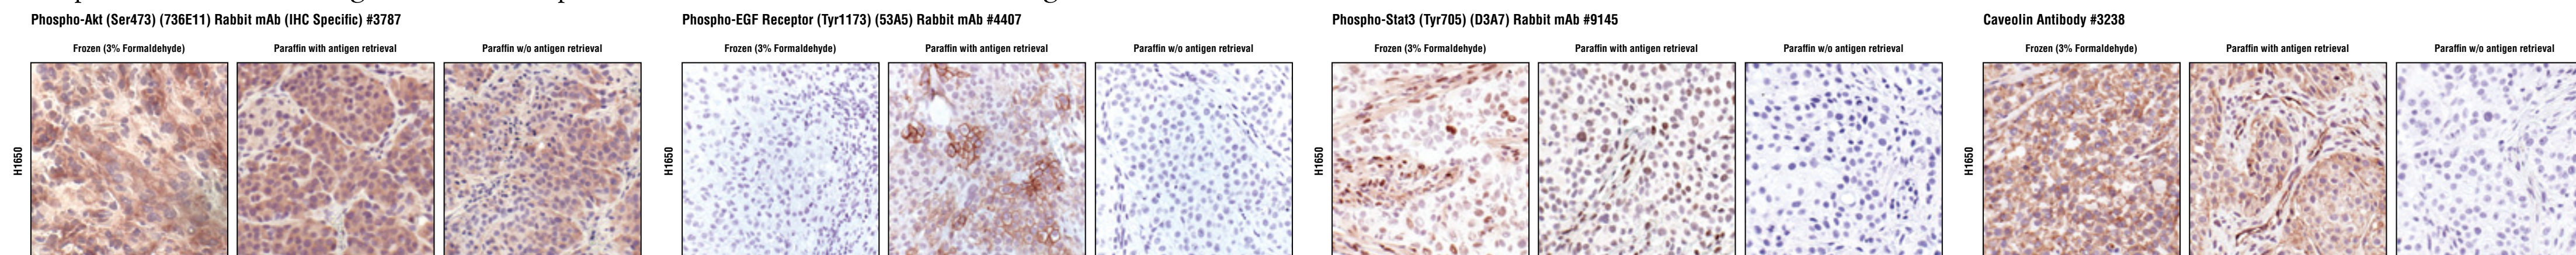 Phospho-Akt (Ser473) (736E11) Rabbit mAb (IHC Specific) #3787
Frozen (3% Formaldehyde)
Paraffin with antigen retrieval
Paraffin w/o antigen retrieval
H1650
Phospho-EGF Receptor (Tyr1173) (53A5) Rabbit mAb #4407
Frozen (3% Formaldehyde)
Paraffin with antigen retrieval
Paraffin w/o antigen retrieval
H1650
Phospho-Stat3 (Tyr705) (D3A7) Rabbit mAb #9145
Frozen (3% Formaldehyde)
Paraffin with antigen retrieval
Paraffin w/o antigen retrieval
H1650
Caveolin Antibody #3238
Frozen (3% Formaldehyde)
Paraffin with antigen retrieval
Paraffin w/o antigen retrieval
H1650